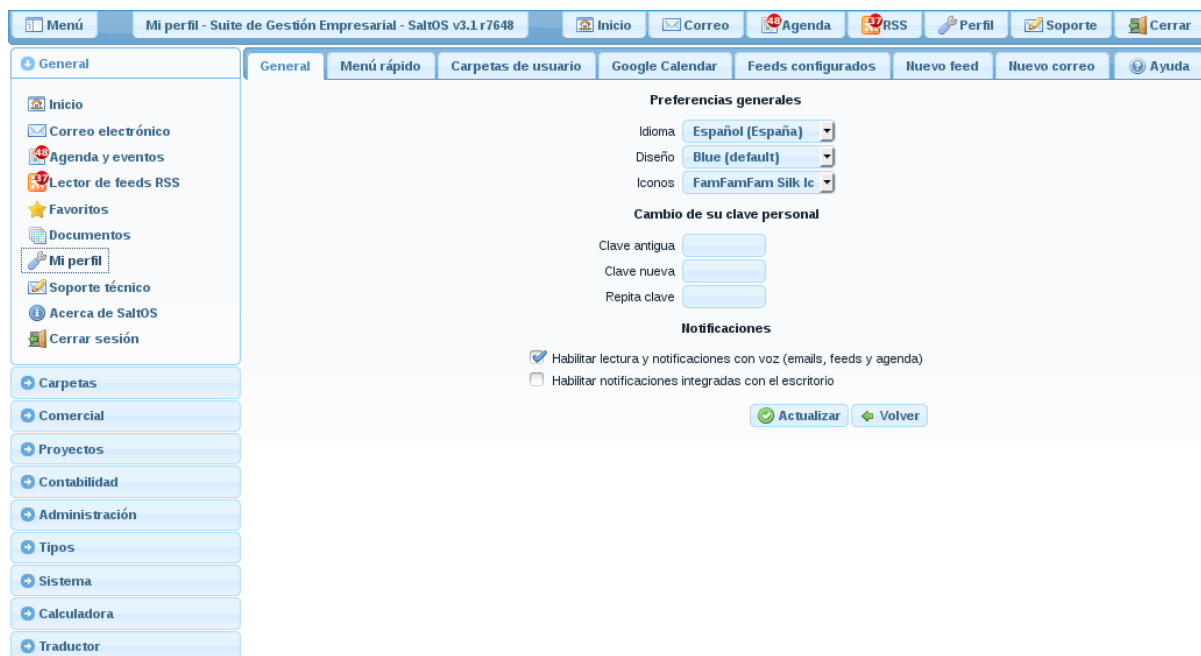 Menú
Mi perfil - Suite de Gestión Empresarial - SaltOS v3.1 r7648
Inicio
Correo
48
Agenda
37
RSS
Perfil
Soporte
Cerrar
General
Inicio
Correo electrónico
48
Agenda y eventos
37
Lector de feeds RSS
Favoritos
Documentos
Mi perfil
Soporte técnico
Acerca de SaltOS
Cerrar sesión
Carpetas
Comercial
Proyectos
Contabilidad
Administración
Tipos
Sistema
Calculadora
Traductor
General
Menú rápido
Carpetas de usuario
Google Calendar
Feeds configurados
Nuevo feed
Nuevo correo
Ayuda
Preferencias generales
Idioma Español (España)
Diseño Blue (default)
Iconos FamFamFam Silk Ic
Cambio de su clave personal
Clave antigua
Clave nueva
Repita clave
Notificaciones
Habilitar lectura y notificaciones con voz (emails, feeds y agenda)
Habilitar notificaciones integradas con el escritorio
Actualizar
Volver